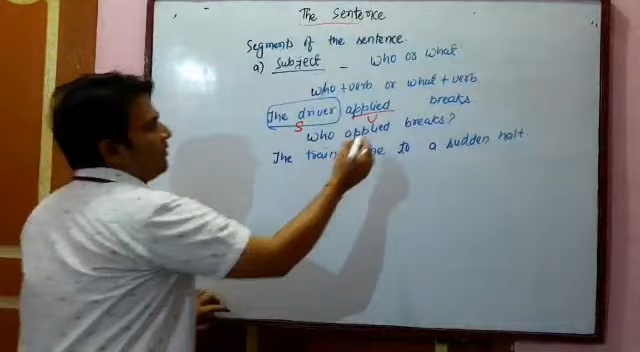 The Sentence
Segments of the sentence.
a) Subject - who or what
who + verb or what + verb
The driver applied breaks.
S V
who applied breaks?
The train me to a sudden halt.